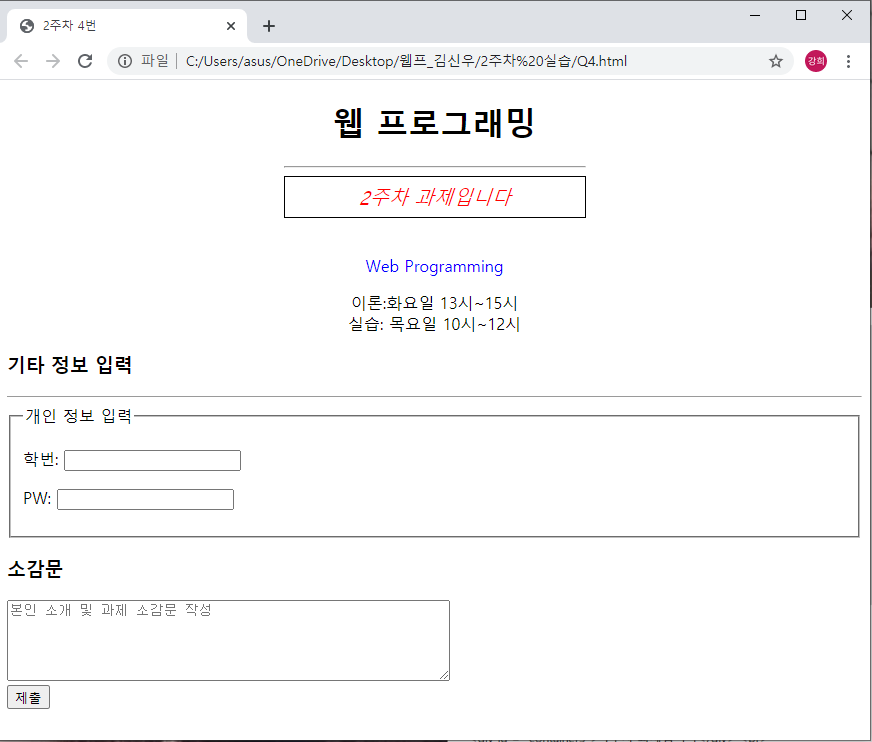 2주차 4번
파일 C:/Users/asus/OneDrive/Desktop/웹프_김신우/2주차%20실습/Q4.html
강희
웹 프로그래밍
2주차 과제입니다
Web Programming
이론:화요일 13시~15시
실습: 목요일 10시~12시
기타 정보 입력
개인 정보 입력
학번:
PW:
소감문
본인 소개 및 과제 소감문 작성
제출